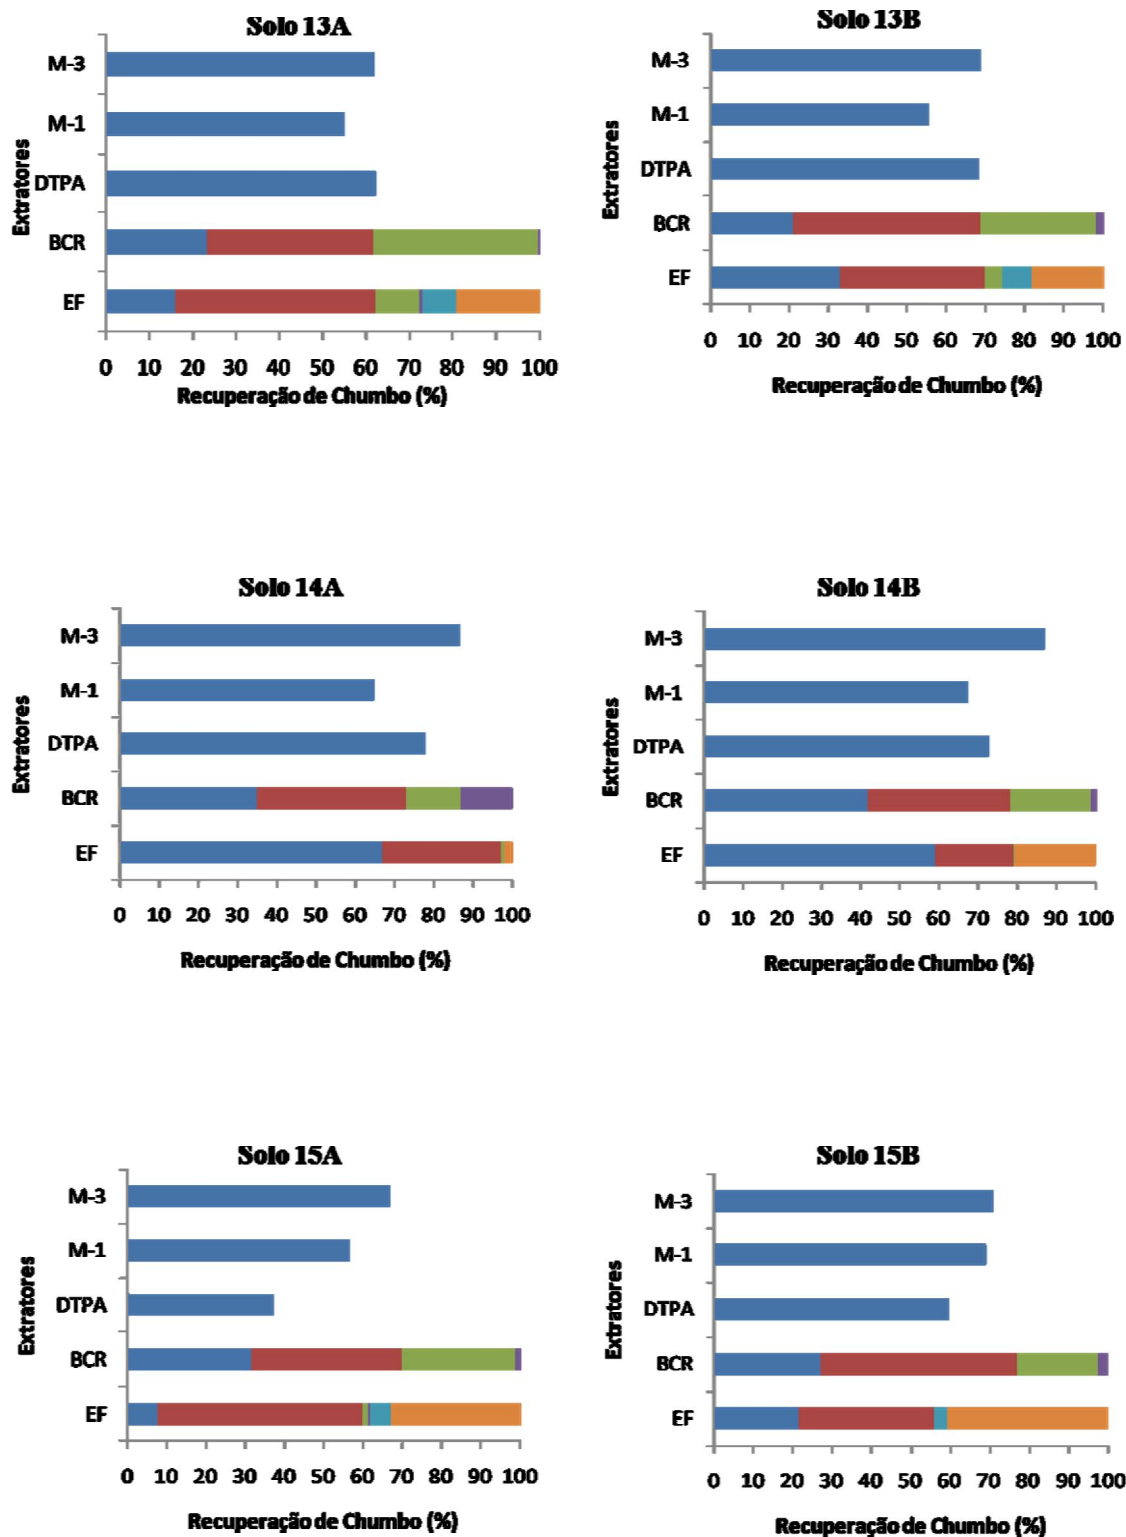 Solo 13A
Extratores
M-3
M-1
DTPA
BCR
EF
0 10 20 30 40 50 60 70 80 90 100
Recuperação de Chumbo (%)
Solo 13B
Extratores
M-3
M-1
DTPA
BCR
EF
0 10 20 30 40 50 60 70 80 90 100
Recuperação de Chumbo (%)
Solo 14A
Extratores
M-3
M-1
DTPA
BCR
EF
0 10 20 30 40 50 60 70 80 90 100
Recuperação de Chumbo (%)
Solo 14B
Extratores
M-3
M-1
DTPA
BCR
EF
0 10 20 30 40 50 60 70 80 90 100
Recuperação de Chumbo (%)
Solo 15A
Extratores
M-3
M-1
DTPA
BCR
EF
0 10 20 30 40 50 60 70 80 90 100
Recuperação de Chumbo (%)
Solo 15B
Extratores
M-3
M-1
DTPA
BCR
EF
0 10 20 30 40 50 60 70 80 90 100
Recuperação de Chumbo (%)